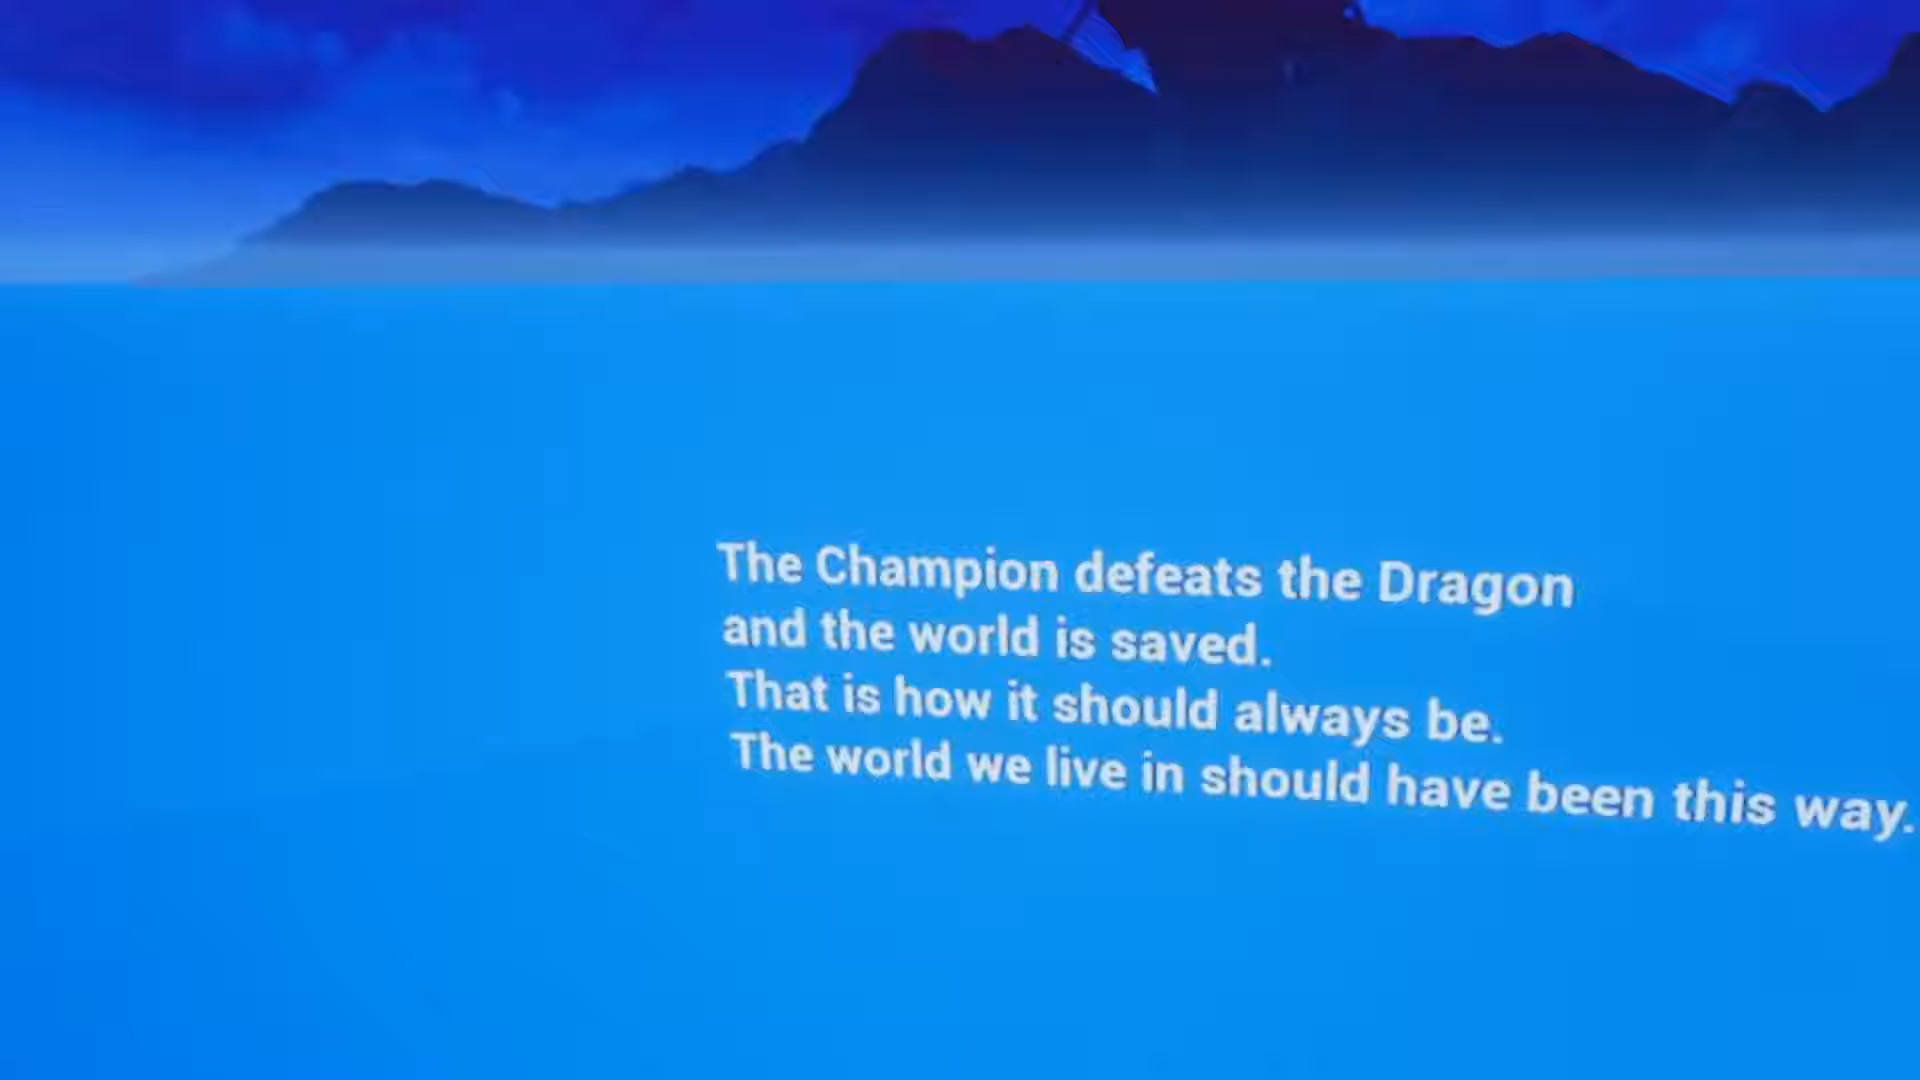 The Champion defeats the Dragon
and the world is saved.
That is how it should always be.
The world we live in should have been this way.